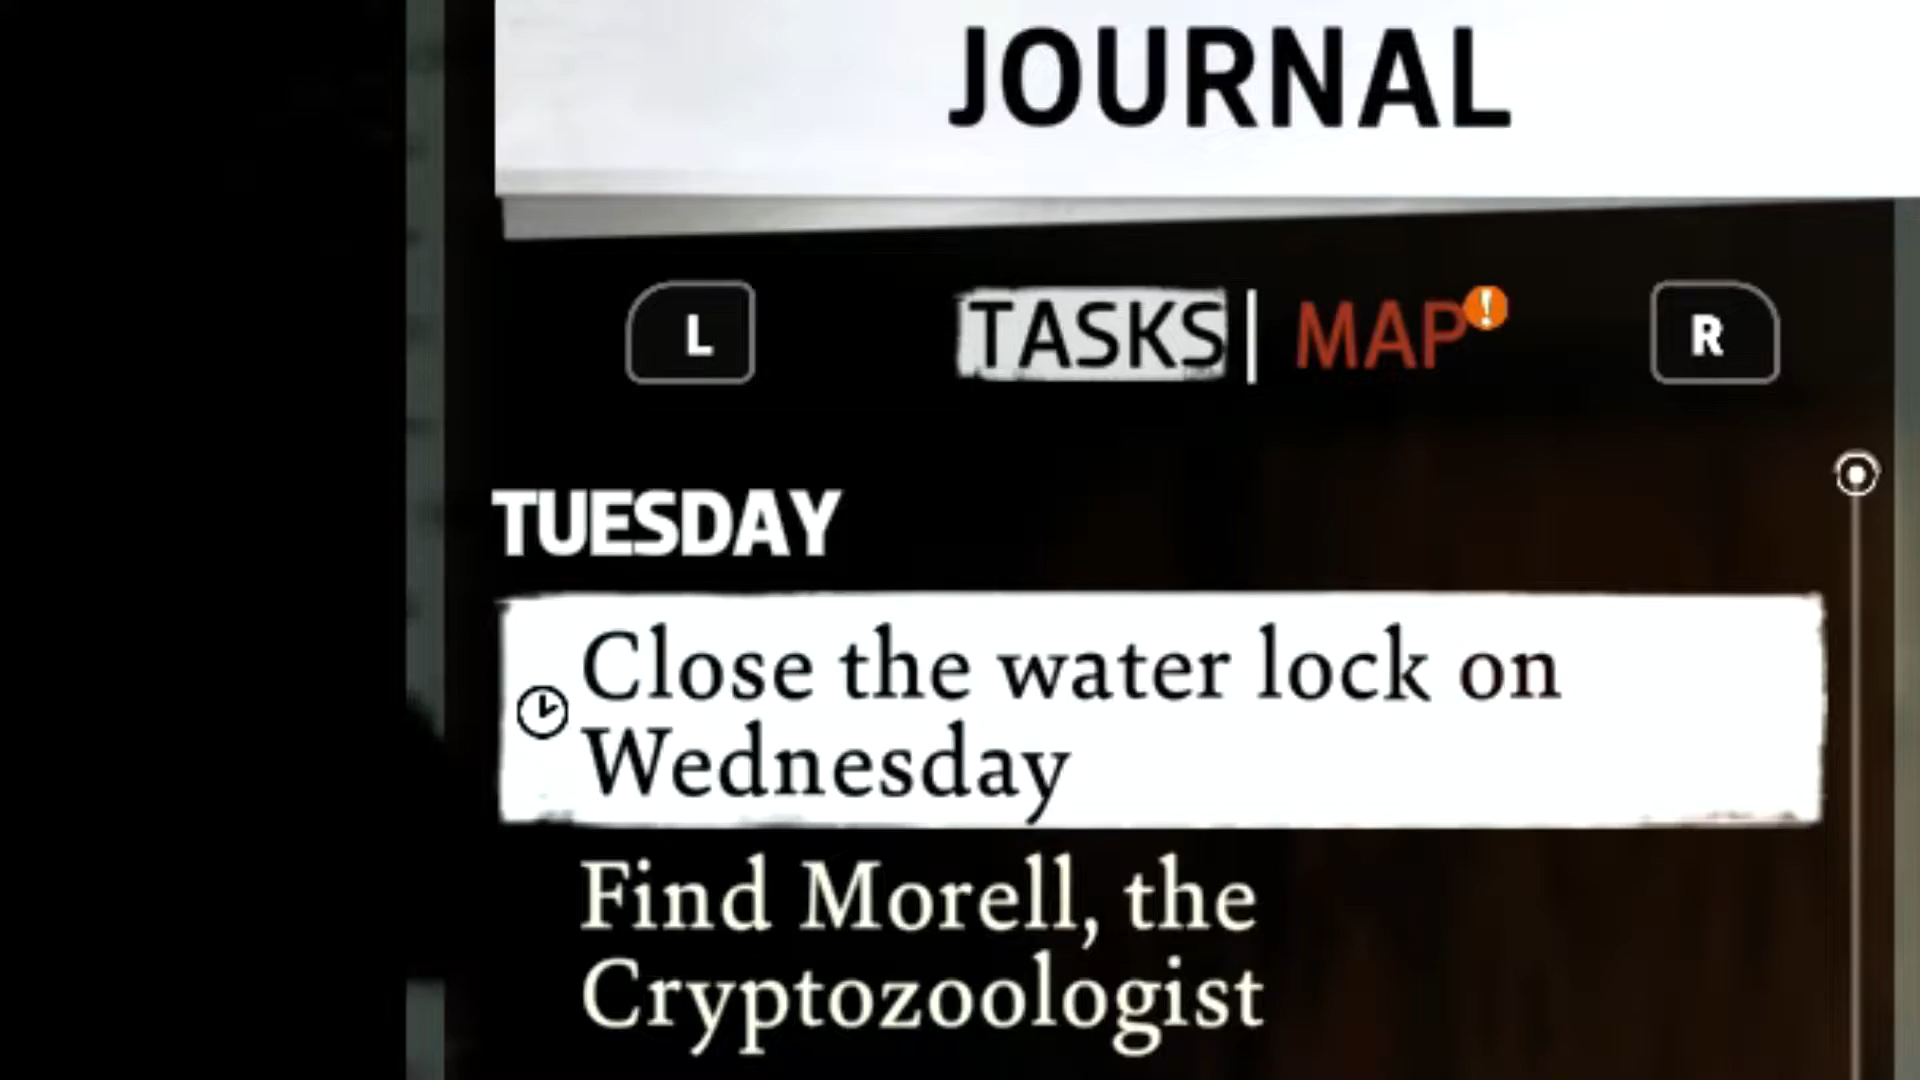 JOURNAL
L TASKS | MAP ! R
TUESDAY
Close the water lock on
Wednesday
Find Morell, the
Cryptozoologist